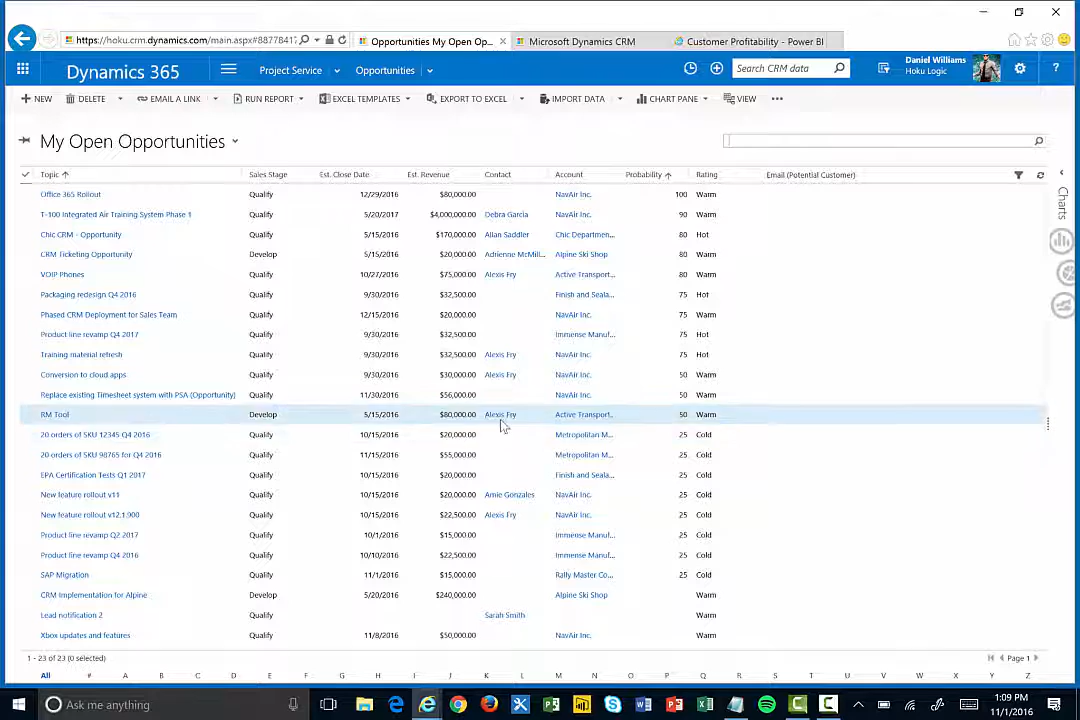 https://hoku.crm.dynamics.com/main.aspx#88778417
Opportunities My Open Op...
Microsoft Dynamics CRM
Customer Profitability - Power BI
Dynamics 365
Project Service
Opportunities
Search CRM data
Daniel Williams
Hoku Logic
?
NEW
DELETE
EMAIL A LINK
RUN REPORT
EXCEL TEMPLATES
EXPORT TO EXCEL
IMPORT DATA
CHART PANE
VIEW
My Open Opportunities
Topic Sales Stage Est. Close Date Est. Revenue Contact Account Probability Rating Email (Potential Customer)
Charts
Office 365 Rollout Qualify 12/29/2016 $80,000.00 NavAir Inc. 100 Warm
T-100 Integrated Air Training System Phase 1 Qualify 5/20/2017 $4,000,000.00 Debra Garcia NavAir Inc. 90 Warm
Chic CRM - Opportunity Qualify 5/15/2016 $170,000.00 Allan Saddler Chic Departmen... 80 Hot
CRM Ticketing Opportunity Develop 5/15/2016 $20,000.00 Adrienne McMill... Alpine Ski Shop 80 Warm
VOIP Phones Qualify 10/27/2016 $75,000.00 Alexis Fry Active Transport... 80 Warm
Packaging redesign Q4 2016 Qualify 9/30/2016 $32,500.00 Finish and Seala... 75 Hot
Phased CRM Deployment for Sales Team Qualify 12/15/2016 $20,000.00 NavAir Inc. 75 Warm
Product line revamp Q4 2017 Qualify 9/30/2016 $32,500.00 Immense Manuf... 75 Hot
Training material refresh Qualify 9/30/2016 $32,500.00 Alexis Fry NavAir Inc. 75 Hot
Conversion to cloud apps Qualify 9/30/2016 $30,000.00 Alexis Fry NavAir Inc. 50 Warm
Replace existing Timesheet system with PSA (Opportunity) Qualify 11/30/2016 $56,000.00 NavAir Inc. 50 Warm
RM Tool Develop 5/15/2016 $80,000.00 Alexis Fry Active Transport... 50 Warm
20 orders of SKU 12345 Q4 2016 Qualify 10/15/2016 $20,000.00 Metropolitan M... 25 Cold
20 orders of SKU 98765 for Q4 2016 Qualify 11/15/2016 $55,000.00 Metropolitan M... 25 Cold
EPA Certification Tests Q1 2017 Qualify 10/15/2016 $20,000.00 Finish and Seala... 25 Cold
New feature rollout v11 Qualify 10/15/2016 $20,000.00 Amie Gonzales NavAir Inc. 25 Cold
New feature rollout v12.1.900 Qualify 10/15/2016 $22,500.00 Alexis Fry NavAir Inc. 25 Cold
Product line revamp Q2 2017 Qualify 10/1/2016 $15,000.00 Immense Manuf... 25 Cold
Product line revamp Q4 2016 Qualify 10/10/2016 $22,500.00 Immense Manuf... 25 Cold
SAP Migration Qualify 11/1/2016 $15,000.00 Rally Master Co... 25 Cold
CRM Implementation for Alpine Develop 5/20/2016 $240,000.00 Alpine Ski Shop Warm
Lead notification 2 Qualify Sarah Smith Warm
Xbox updates and features Qualify 11/8/2016 $50,000.00 NavAir Inc. Warm
1 - 23 of 23 (0 selected)
Page 1
All # A B C D E F G H I J K L M N O P Q R S T U V W X Y Z
Ask me anything
1:09 PM
11/1/2016